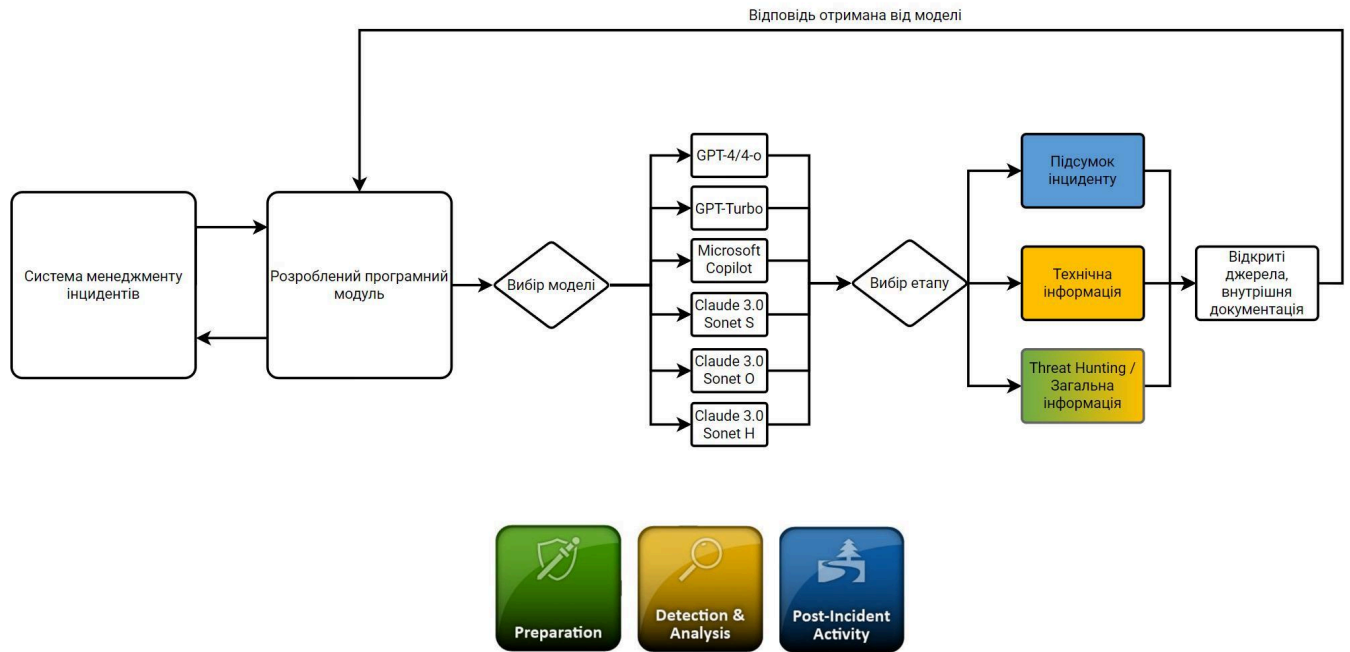 Відповідь отримана від моделі
Система менеджменту
інцидентів
Розроблений програмний
модуль
Вибір моделі
GPT-4/4-o
GPT-Turbo
Microsoft
Copilot
Claude 3.0
Sonet S
Claude 3.0
Sonet O
Claude 3.0
Sonet H
Вибір етапу
Підсумок
інциденту
Технічна
інформація
Threat Hunting /
Загальна
інформація
Відкриті
джерела,
внутрішня
документація
Preparation
Detection &
Analysis
Post-Incident
Activity